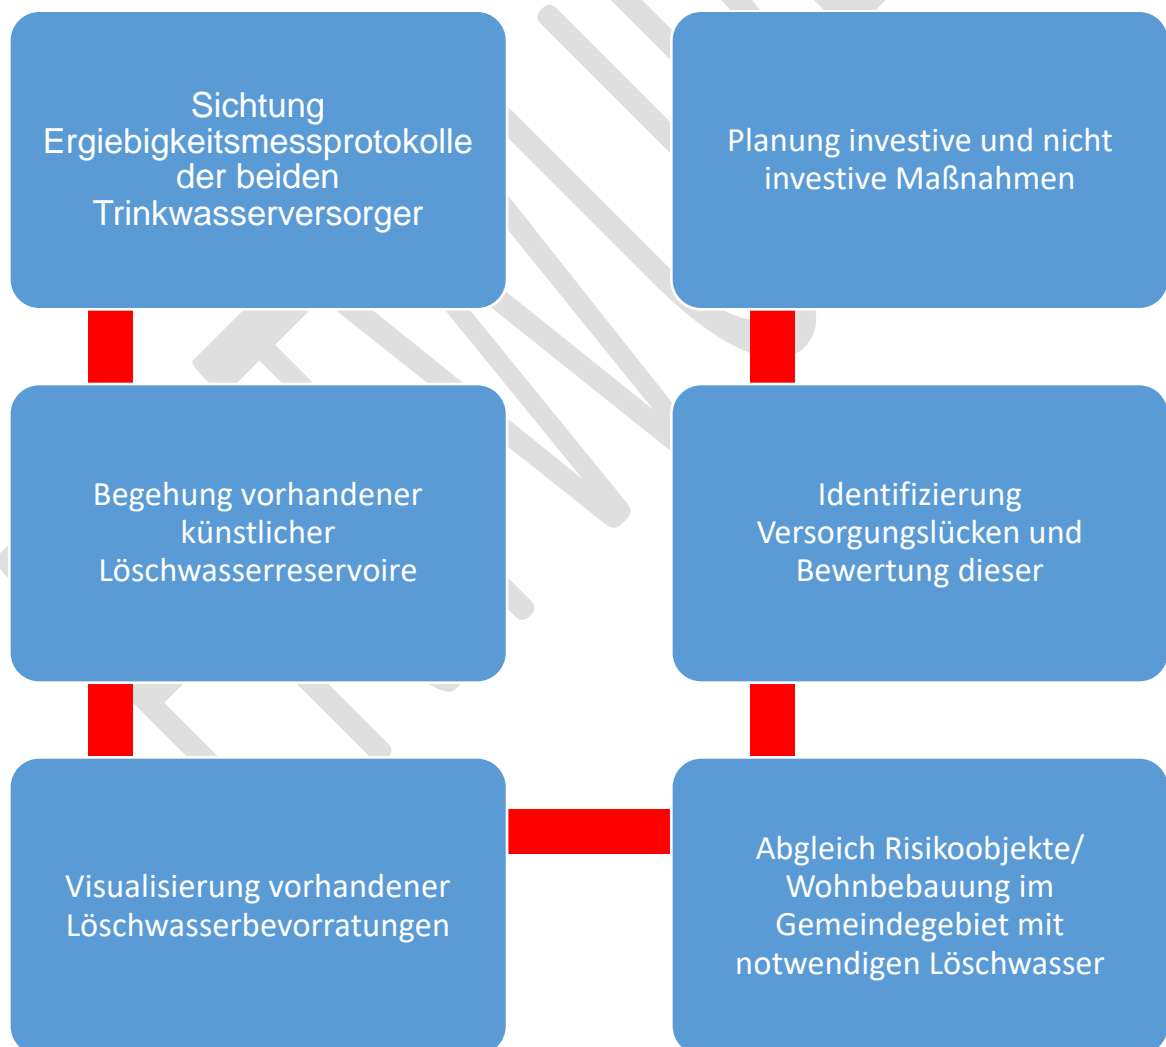 Sichtung
Ergiebigkeitsmessprotokolle
der beiden
Trinkwasserversorger
Begehung vorhandener
künstlicher
Löschwasserreservoire
Visualisierung vorhandener
Löschwasserbevorratungen
Abgleich Risikoobjekte/
Wohnbebauung im
Gemeindegebiet mit
notwendigen Löschwasser
Identifizierung
Versorgungslücken und
Bewertung dieser
Planung investive und nicht
investive Maßnahmen